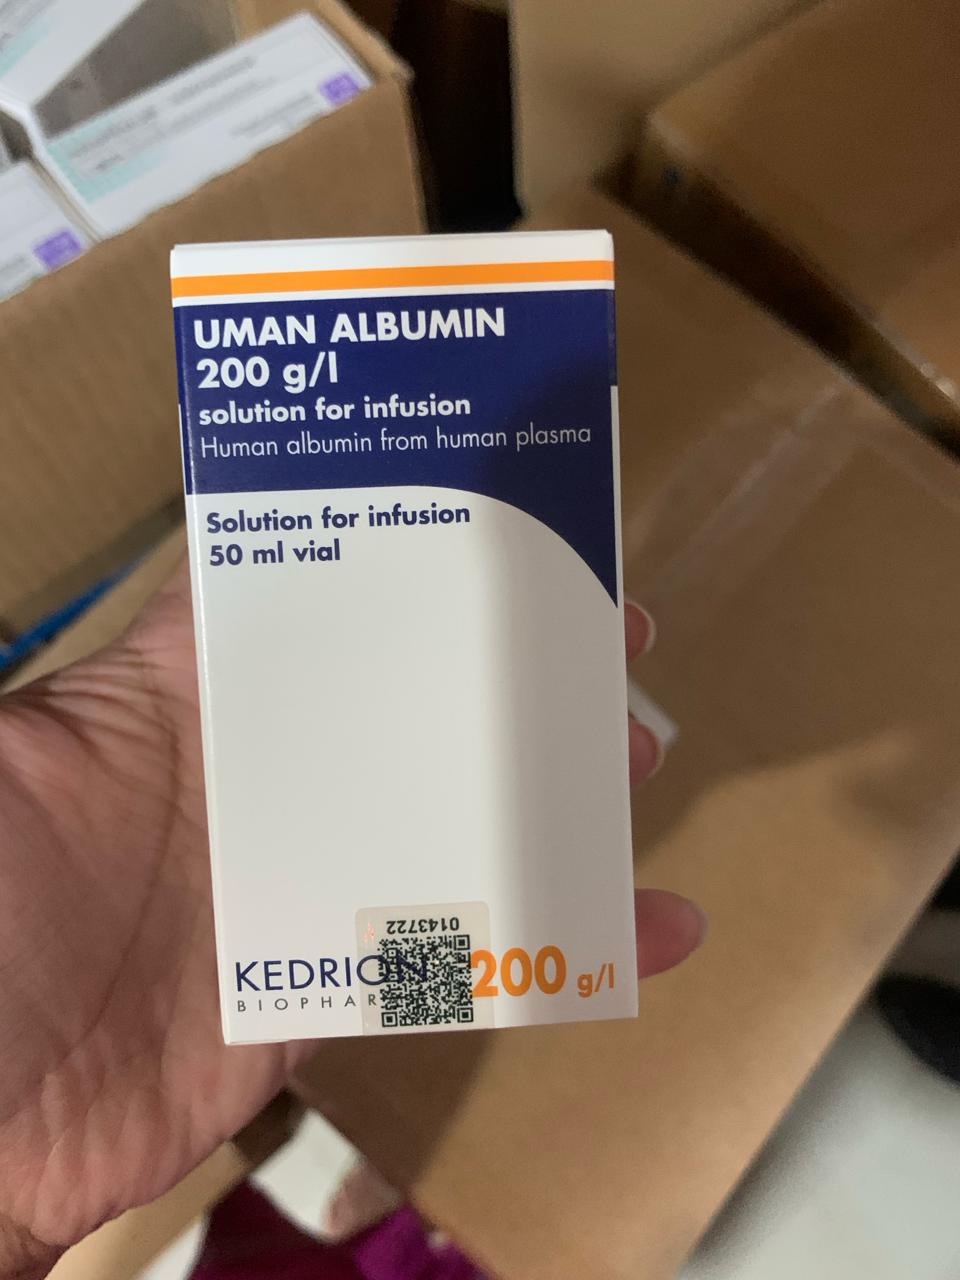 UMAN ALBUMIN
200 g/l
solution for infusion
Human albumin from human plasma
Solution for infusion
50 ml vial
0143722
KEDRION
BIOPHAR
200 g/l